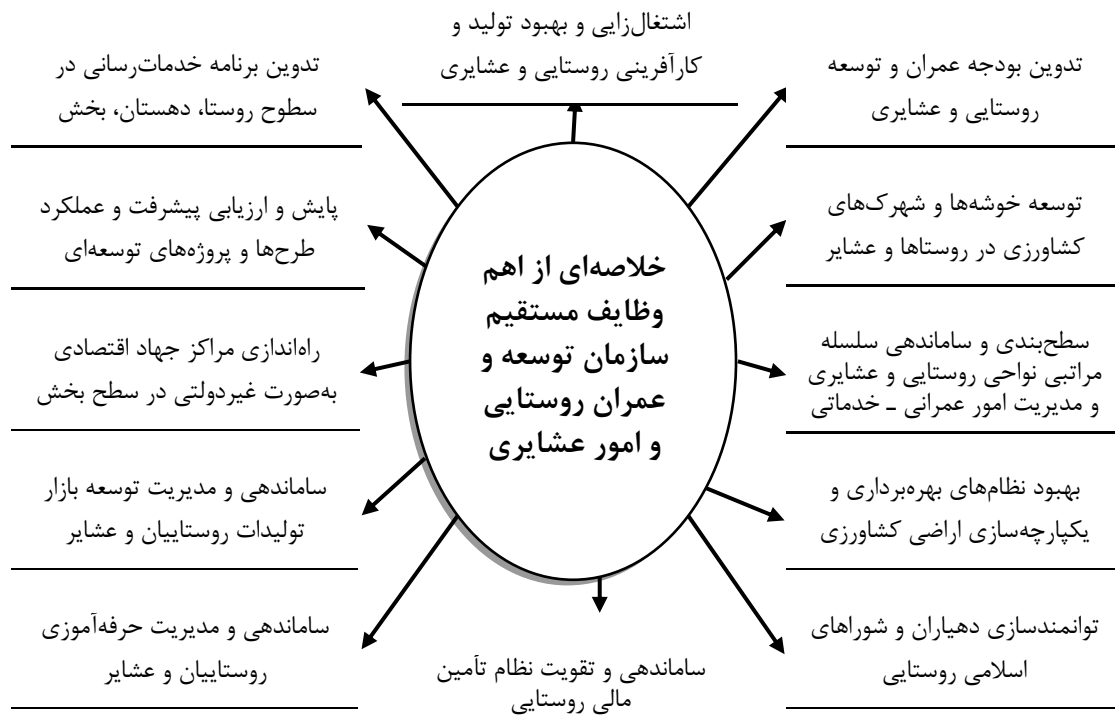 اشتغال‌زایی و بهبود تولید و
کارآفرینی روستایی و عشایری
تدوین بودجه عمران و توسعه
روستایی و عشایری
توسعه خوشه‌ها و شهرک‌های
کشاورزی در روستاها و عشایر
سطح‌بندی و ساماندهی سلسله
مراتبی نواحی روستایی و عشایری
و مدیریت امور عمرانی ـ خدماتی
بهبود نظام‌های بهره‌برداری و
یکپارچه‌سازی اراضی کشاورزی
توانمندسازی دهیاران و شوراهای
اسلامی روستایی
خلاصه‌ای از اهم
وظایف مستقیم
سازمان توسعه و
عمران روستایی
و امور عشایری
ساماندهی و تقویت نظام تأمین
مالی روستایی
تدوین برنامه خدمات‌رسانی در
سطوح روستا، دهستان، بخش
پایش و ارزیابی پیشرفت و عملکرد
طرح‌ها و پروژه‌های توسعه‌ای
راه‌اندازی مراکز جهاد اقتصادی
به‌صورت غیردولتی در سطح بخش
ساماندهی و مدیریت توسعه بازار
تولیدات روستاییان و عشایر
ساماندهی و مدیریت حرفه‌آموزی
روستاییان و عشایر